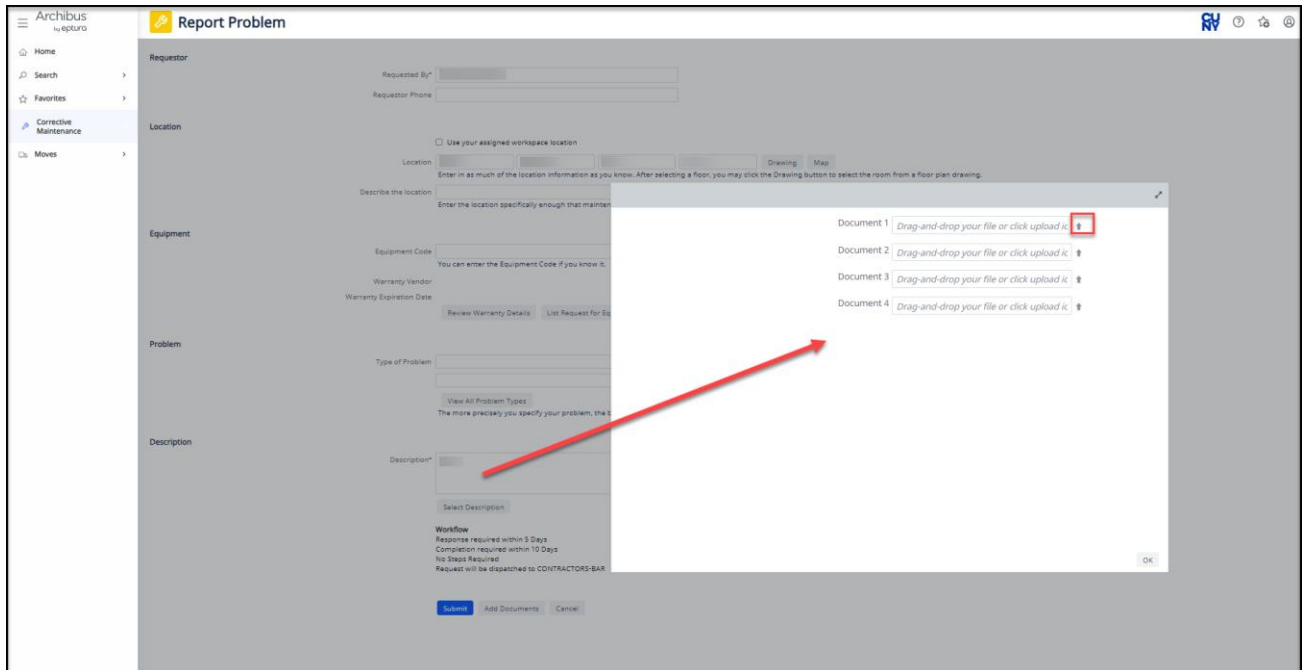 Archibus
by eptura
Report Problem
CUNY
Home
Search
Favorites
Corrective
Maintenance
Moves
Requestor
Requested By*
Requestor Phone
Location
Use your assigned workspace location
Location
Drawing Map
Enter in as much of the location information as you know. After selecting a floor, you may click the Drawing button to select the room from a floor plan drawing.
Describe the location
Enter the location specifically enough that mainten
Equipment
Equipment Code
You can enter the Equipment Code if you know it.
Warranty Vendor
Warranty Expiration Date
Review Warranty Details List Request for Eq
Problem
Type of Problem
View All Problem Types
The more precisely you specify your problem, the b
Description
Description*
Select Description
Workflow
Response required within 5 Days
Completion required within 10 Days
No Steps Required
Request will be dispatched to CONTRACTORS-BAR
Submit Add Documents Cancel
Document 1 Drag-and-drop your file or click upload ic
Document 2 Drag-and-drop your file or click upload ic
Document 3 Drag-and-drop your file or click upload ic
Document 4 Drag-and-drop your file or click upload ic
OK